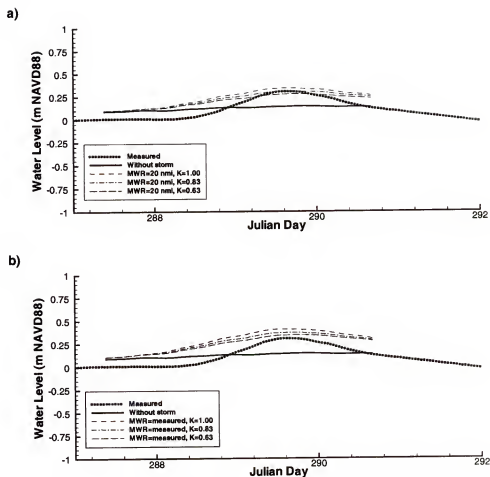 a)
1
0.75
0.5
0.25
0
-0.25
-0.5
-0.75
-1
Water Level (m NAVD88)
Measured
Without storm
MWR=20 nmi, K=1.00
MWR=20 nmi, K=0.83
MWR=20 nmi, K=0.63
288
290
292
Julian Day
b)
1
0.75
0.5
0.25
0
-0.25
-0.5
-0.75
-1
Water Level (m NAVD88)
Measured
Without storm
MWR=measured, K=1.00
MWR=measured, K=0.83
MWR=measured, K=0.63
288
290
292
Julian Day